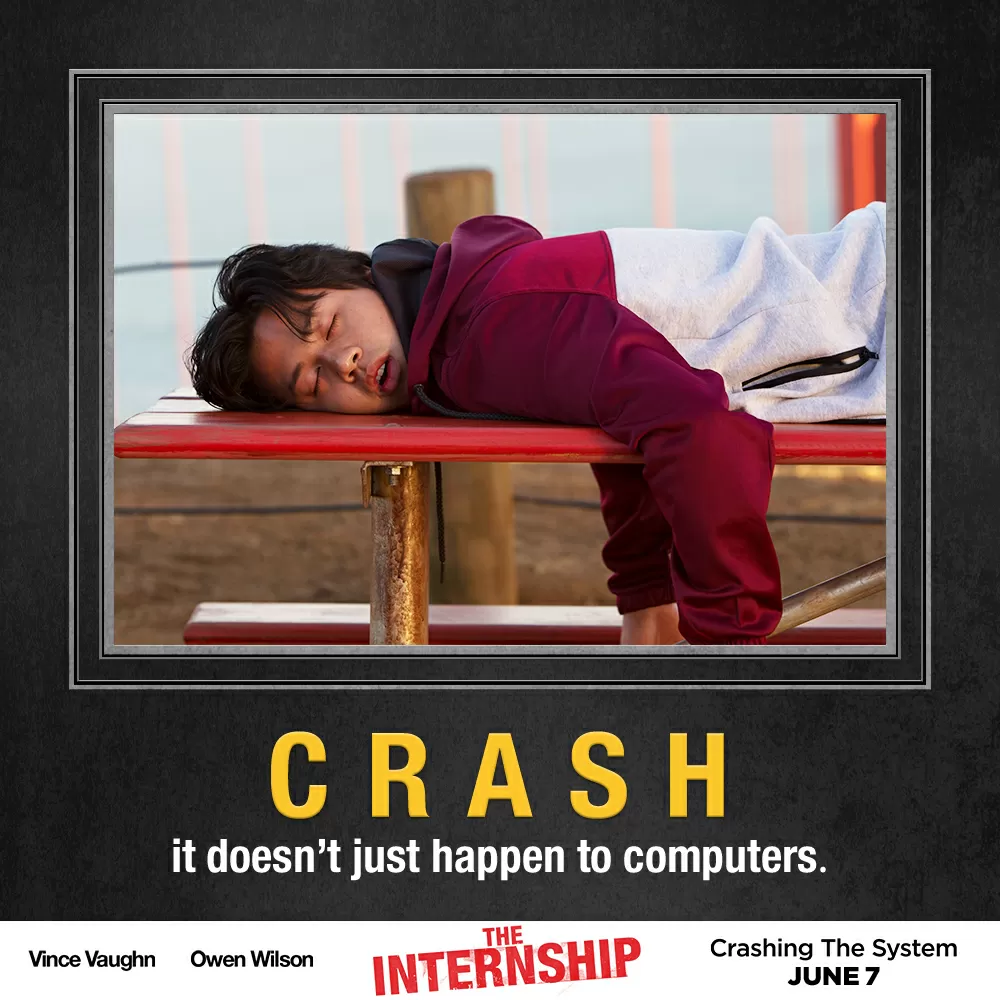 CRASH
it doesn't just happen to computers.
Vince Vaughn Owen Wilson
THE
INTERNSHIP
Crashing The System
JUNE 7